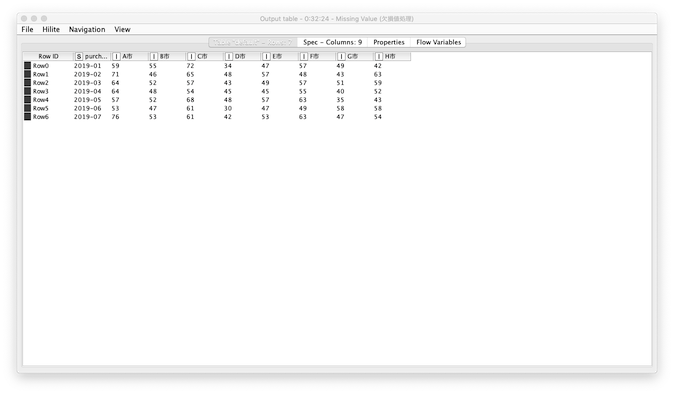 Output table - 0:32:24 - Missing Value (欠損値処理)
File Hilite Navigation View
Spec - Columns: 9 Properties Flow Variables
Row ID S purch... I A市 I B市 I C市 I D市 I E市 I F市 I G市 I H市
Row0 2019-01 59 55 72 34 47 57 49 42
Row1 2019-02 71 46 65 48 57 48 43 63
Row2 2019-03 64 52 57 43 49 57 51 59
Row3 2019-04 64 48 54 45 45 55 40 52
Row4 2019-05 57 52 68 48 57 63 35 43
Row5 2019-06 53 47 61 30 47 49 58 58
Row6 2019-07 76 53 61 42 53 63 47 54